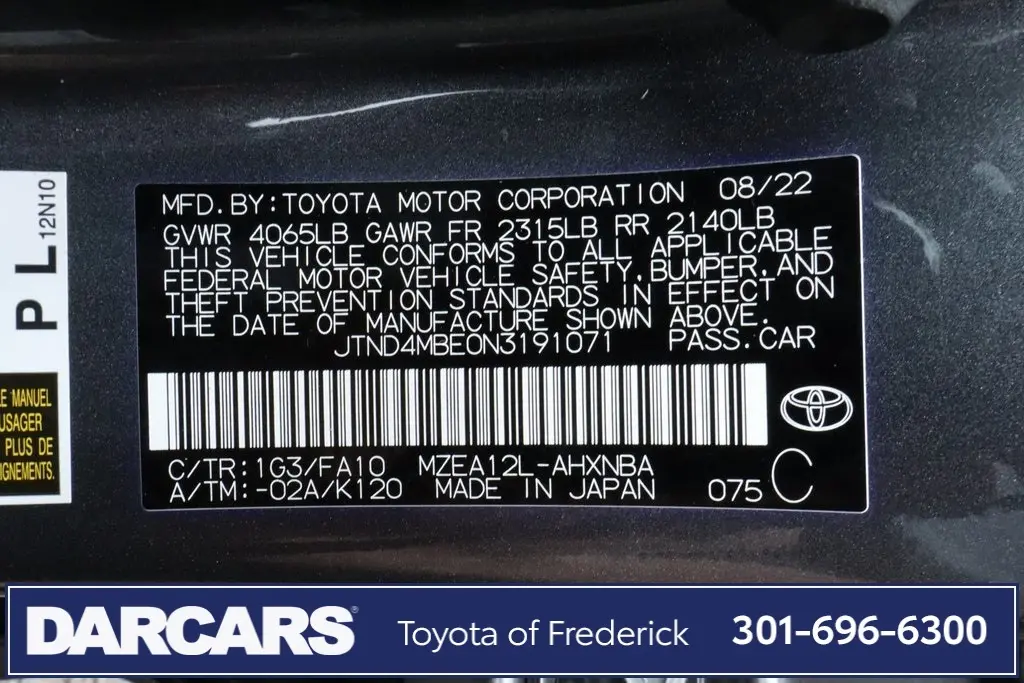 P L 12N10
E MANUEL
USAGER
PLUS DE
IGNEMENTS.
MFD.BY:TOYOTA MOTOR CORPORATION 08/22
GVWR 4065LB GAWR FR 2315LB RR 2140LB
THIS VEHICLE CONFORMS TO ALL APPLICABLE
FEDERAL MOTOR VEHICLE SAFETY,BUMPER,AND
THEFT PREVENTION STANDARDS IN EFFECT ON
THE DATE OF MANUFACTURE SHOWN ABOVE.
JTND4MBE0N3191071 PASS.CAR
C/TR:1G3/FA10 MZEA12L-AHXNBA
A/TM:-02A/K120 MADE IN JAPAN 075 C
DARCARS® Toyota of Frederick 301-696-6300